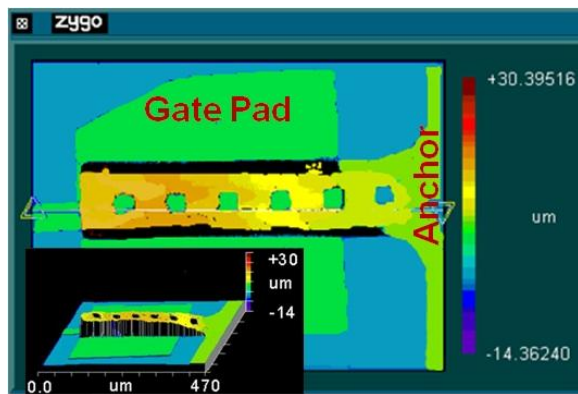 zygo
+30.39516
Gate Pad
Anchor
um
-14.36240
+30
um
-14
0.0 um 470